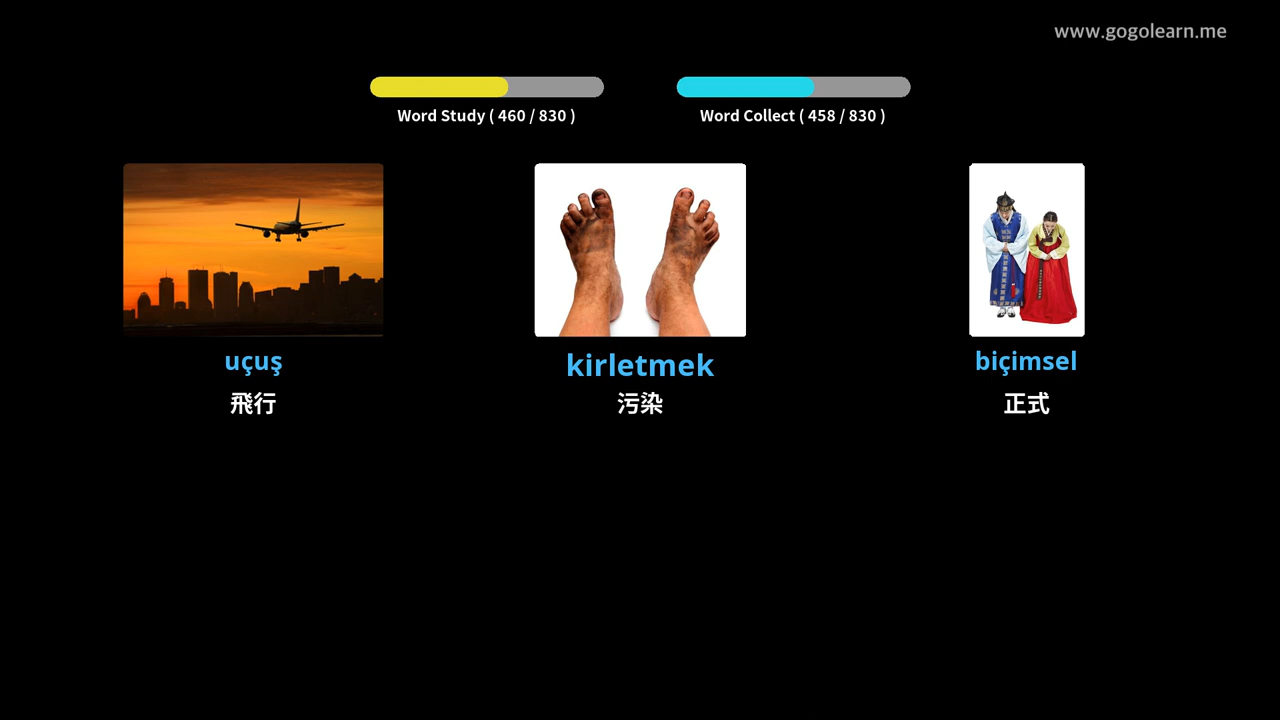 www.gogolearn.me
Word Study ( 460 / 830 )
Word Collect ( 458 / 830 )
uçuş
飛行
kirletmek
污染
biçimsel
正式